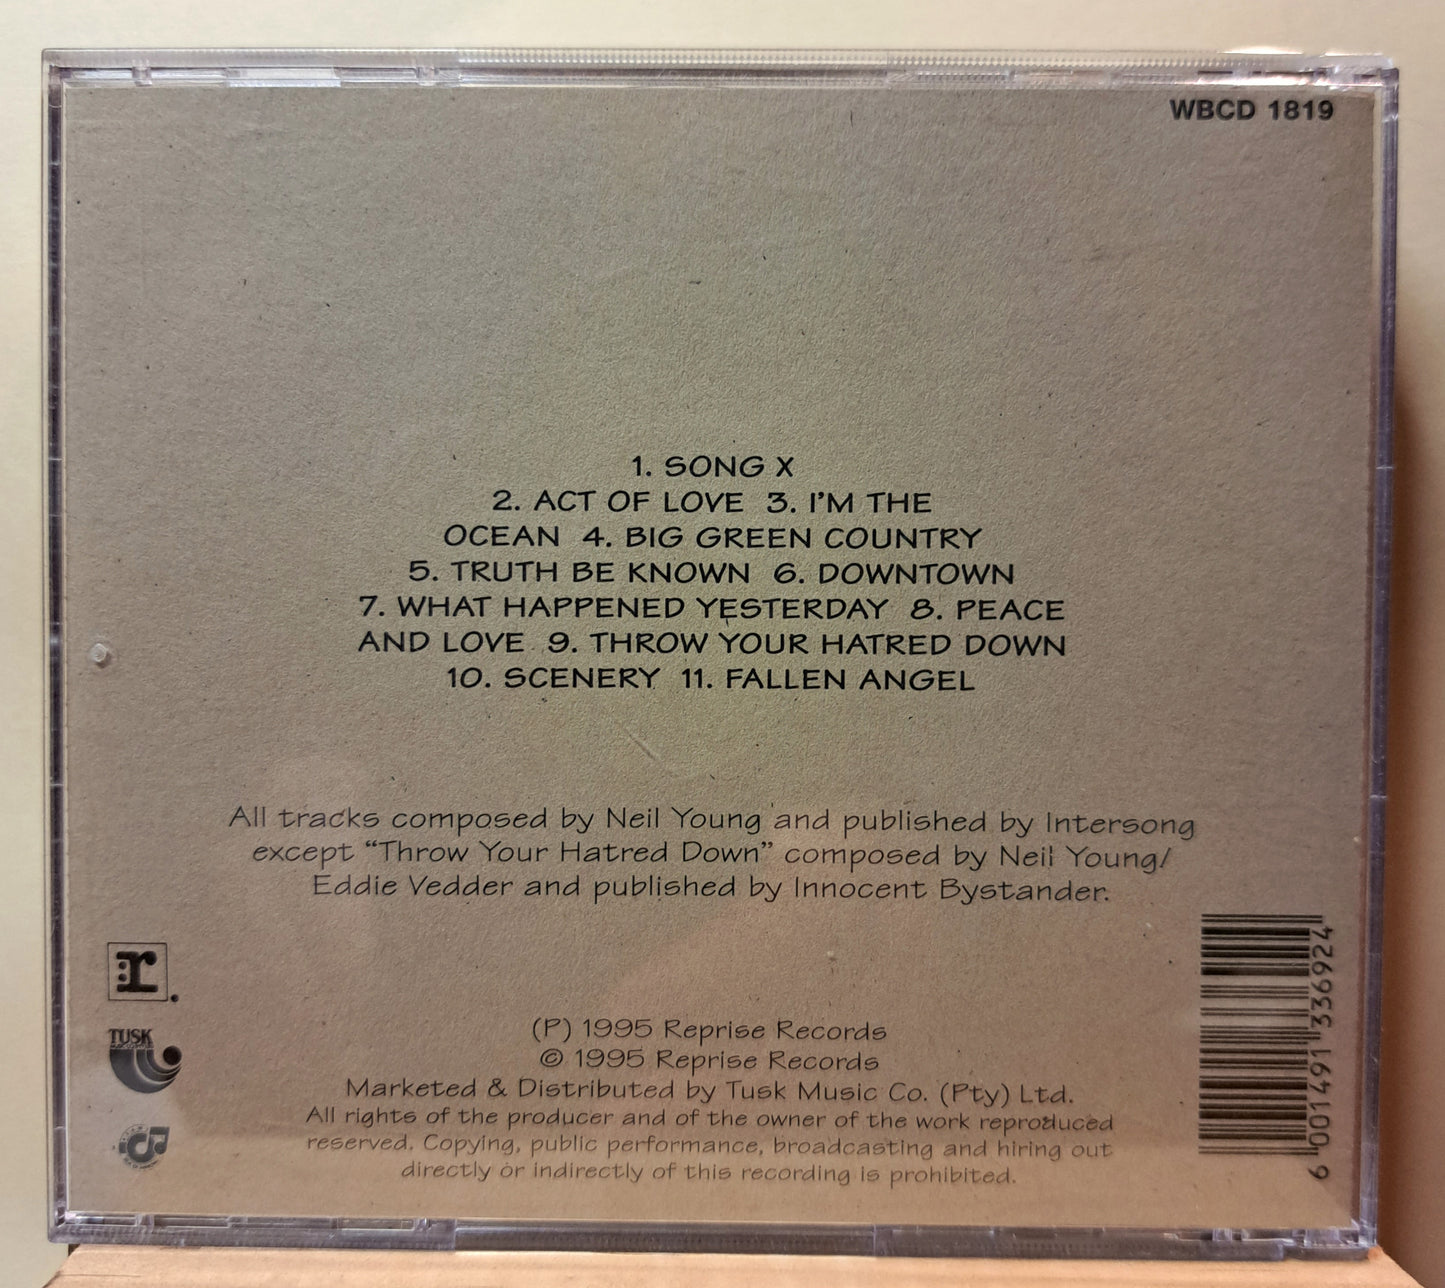 WBCD 1819
1. SONG X
2. ACT OF LOVE 3. I'M THE
OCEAN 4. BIG GREEN COUNTRY
5. TRUTH BE KNOWN 6. DOWNTOWN
7. WHAT HAPPENED YESTERDAY 8. PEACE
AND LOVE 9. THROW YOUR HATRED DOWN
10. SCENERY 11. FALLEN ANGEL
All tracks composed by Neil Young and published by Intersong
except “Throw Your Hatred Down” composed by Neil Young/
Eddie Vedder and published by Innocent Bystander.
r
TUSK
(P) 1995 Reprise Records
© 1995 Reprise Records
Marketed & Distributed by Tusk Music Co. (Pty) Ltd.
All rights of the producer and of the owner of the work reproduced
reserved. Copying, public performance, broadcasting and hiring out
directly or indirectly of this recording is prohibited.
6 001491 336924